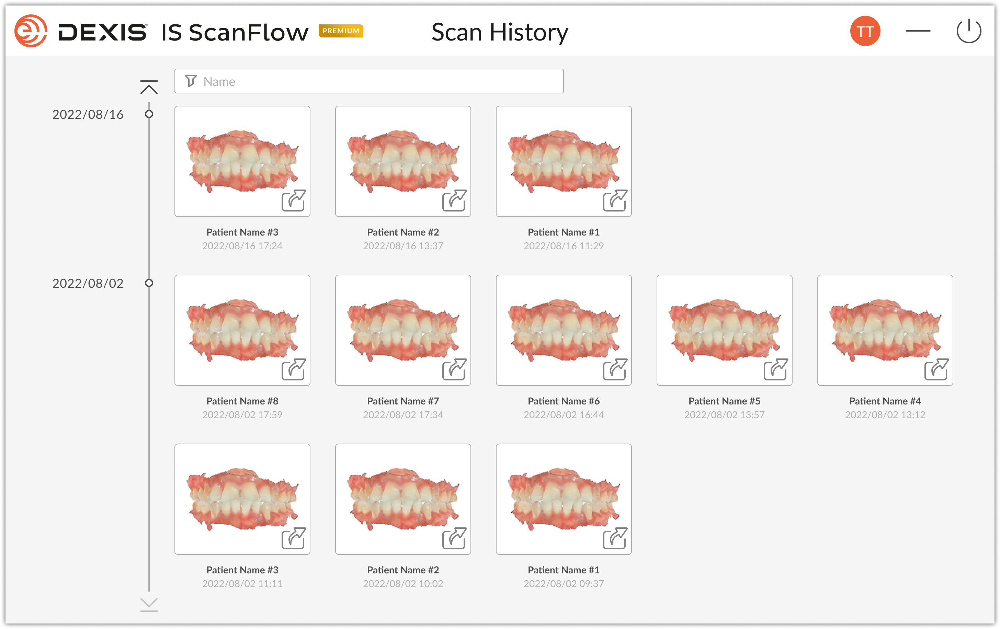 DEXIS™ IS ScanFlow PREMIUM Scan History TT
Name
2022/08/16
Patient Name #3 Patient Name #2 Patient Name #1
2022/08/16 17:24 2022/08/16 13:37 2022/08/16 11:29
2022/08/02
Patient Name #8 Patient Name #7 Patient Name #6 Patient Name #5 Patient Name #4
2022/08/02 17:59 2022/08/02 17:34 2022/08/02 16:44 2022/08/02 13:57 2022/08/02 13:12
Patient Name #3 Patient Name #2 Patient Name #1
2022/08/02 11:11 2022/08/02 10:02 2022/08/02 09:37